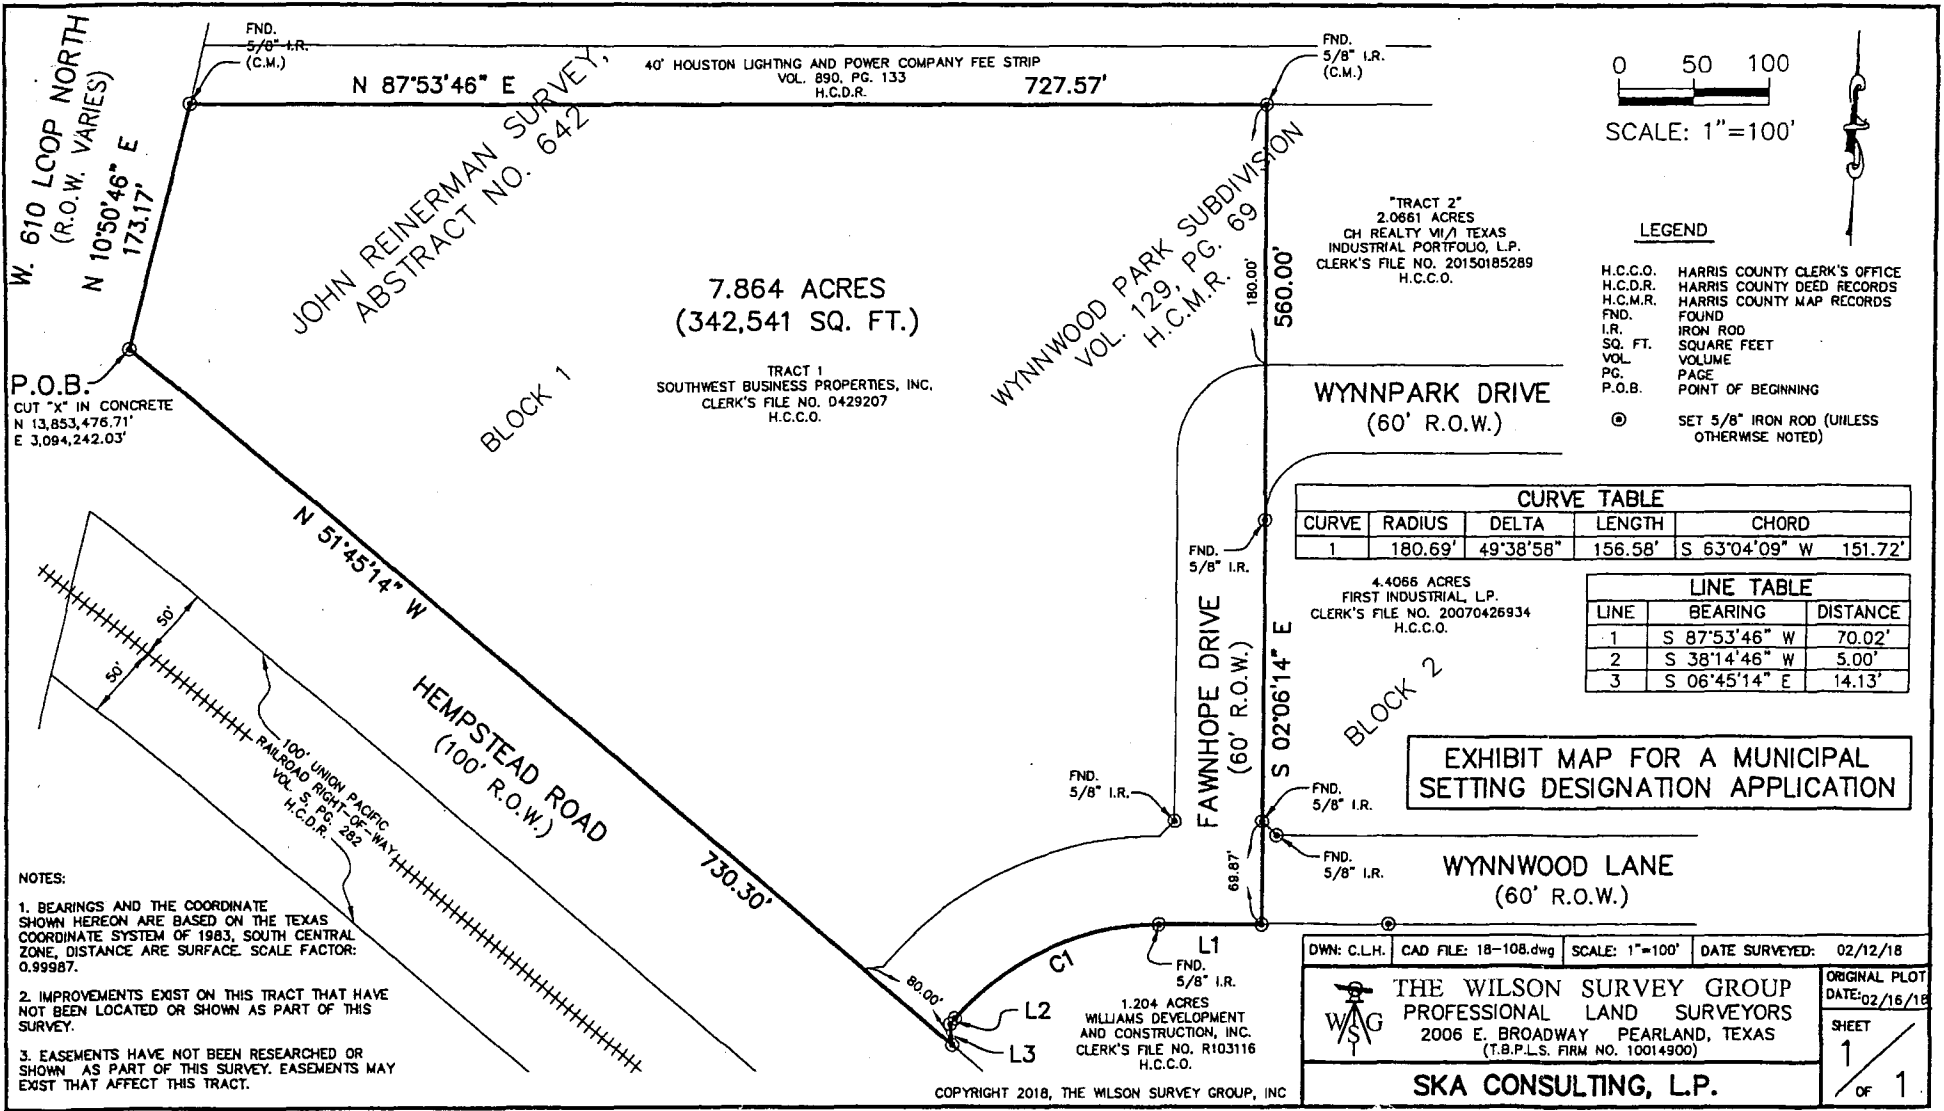 W. 610 LOOP NORTH
(R.O.W. VARIES)
N 10°50'46" E
173.17'
FND.
5/8" I.R.
(C.M.)
N 87°53'46" E
40' HOUSTON LIGHTING AND POWER COMPANY FEE STRIP
VOL. 890, PG. 133
H.C.D.R.
727.57'
FND.
5/8" I.R.
(C.M.)
0 50 100
SCALE: 1"=100'
JOHN REINERMAN SURVEY,
ABSTRACT NO. 642
WYNNWOOD PARK SUBDIVISION
VOL. 129, PG. 69
H.C.M.R.
180.00'
560.00'
"TRACT 2"
2.0661 ACRES
CH REALTY VII/I TEXAS
INDUSTRIAL PORTFOLIO, L.P.
CLERK'S FILE NO. 20150185289
H.C.C.O.
LEGEND
H.C.C.O. HARRIS COUNTY CLERK'S OFFICE
H.C.D.R. HARRIS COUNTY DEED RECORDS
H.C.M.R. HARRIS COUNTY MAP RECORDS
FND. FOUND
I.R. IRON ROD
SQ. FT. SQUARE FEET
VOL. VOLUME
PG. PAGE
P.O.B. POINT OF BEGINNING
SET 5/8" IRON ROD (UNLESS
OTHERWISE NOTED)
7.864 ACRES
(342,541 SQ. FT.)
TRACT 1
SOUTHWEST BUSINESS PROPERTIES, INC.
CLERK'S FILE NO. D429207
H.C.C.O.
P.O.B.
CUT "X" IN CONCRETE
N 13,853,476.71'
E 3,094,242.03'
BLOCK 1
WYNNPARK DRIVE
(60' R.O.W.)
N 51°45'14" W
730.30'
FND.
5/8" I.R.
CURVE TABLE
CURVE RADIUS DELTA LENGTH CHORD
1 180.69' 49°38'58" 156.58' S 63°04'09" W 151.72'
4.4066 ACRES
FIRST INDUSTRIAL, L.P.
CLERK'S FILE NO. 20070426934
H.C.C.O.
LINE TABLE
LINE BEARING DISTANCE
1 S 87°53'46" W 70.02'
2 S 38°14'46" W 5.00'
3 S 06°45'14" E 14.13'
FAWNHOPE DRIVE
(60' R.O.W.)
S 02°06'14" E
BLOCK 2
50'
50'
100' UNION PACIFIC
RAILROAD RIGHT-OF-WAY
VOL. S, PG. 282
H.C.D.R.
HEMPSTEAD ROAD
(100' R.O.W.)
EXHIBIT MAP FOR A MUNICIPAL
SETTING DESIGNATION APPLICATION
FND.
5/8" I.R.
FND.
5/8" I.R.
FND.
5/8" I.R.
69.87'
WYNNWOOD LANE
(60' R.O.W.)
NOTES:
1. BEARINGS AND THE COORDINATE
SHOWN HEREON ARE BASED ON THE TEXAS
COORDINATE SYSTEM OF 1983, SOUTH CENTRAL
ZONE, DISTANCE ARE SURFACE. SCALE FACTOR:
0.99987.
2. IMPROVEMENTS EXIST ON THIS TRACT THAT HAVE
NOT BEEN LOCATED OR SHOWN AS PART OF THIS
SURVEY.
3. EASEMENTS HAVE NOT BEEN RESEARCHED OR
SHOWN AS PART OF THIS SURVEY. EASEMENTS MAY
EXIST THAT AFFECT THIS TRACT.
80.00'
C1
L1
FND.
5/8" I.R.
L2
L3
1.204 ACRES
WILLIAMS DEVELOPMENT
AND CONSTRUCTION, INC.
CLERK'S FILE NO. R103116
H.C.C.O.
COPYRIGHT 2018, THE WILSON SURVEY GROUP, INC
DWN: C.L.H. CAD FILE: 18-108.dwg SCALE: 1"=100' DATE SURVEYED: 02/12/18
WSG
THE WILSON SURVEY GROUP
PROFESSIONAL LAND SURVEYORS
2006 E. BROADWAY PEARLAND, TEXAS
(T.B.P.L.S. FIRM NO. 10014900)
SKA CONSULTING, L.P.
ORIGINAL PLOT
DATE: 02/16/18
SHEET
1
OF 1